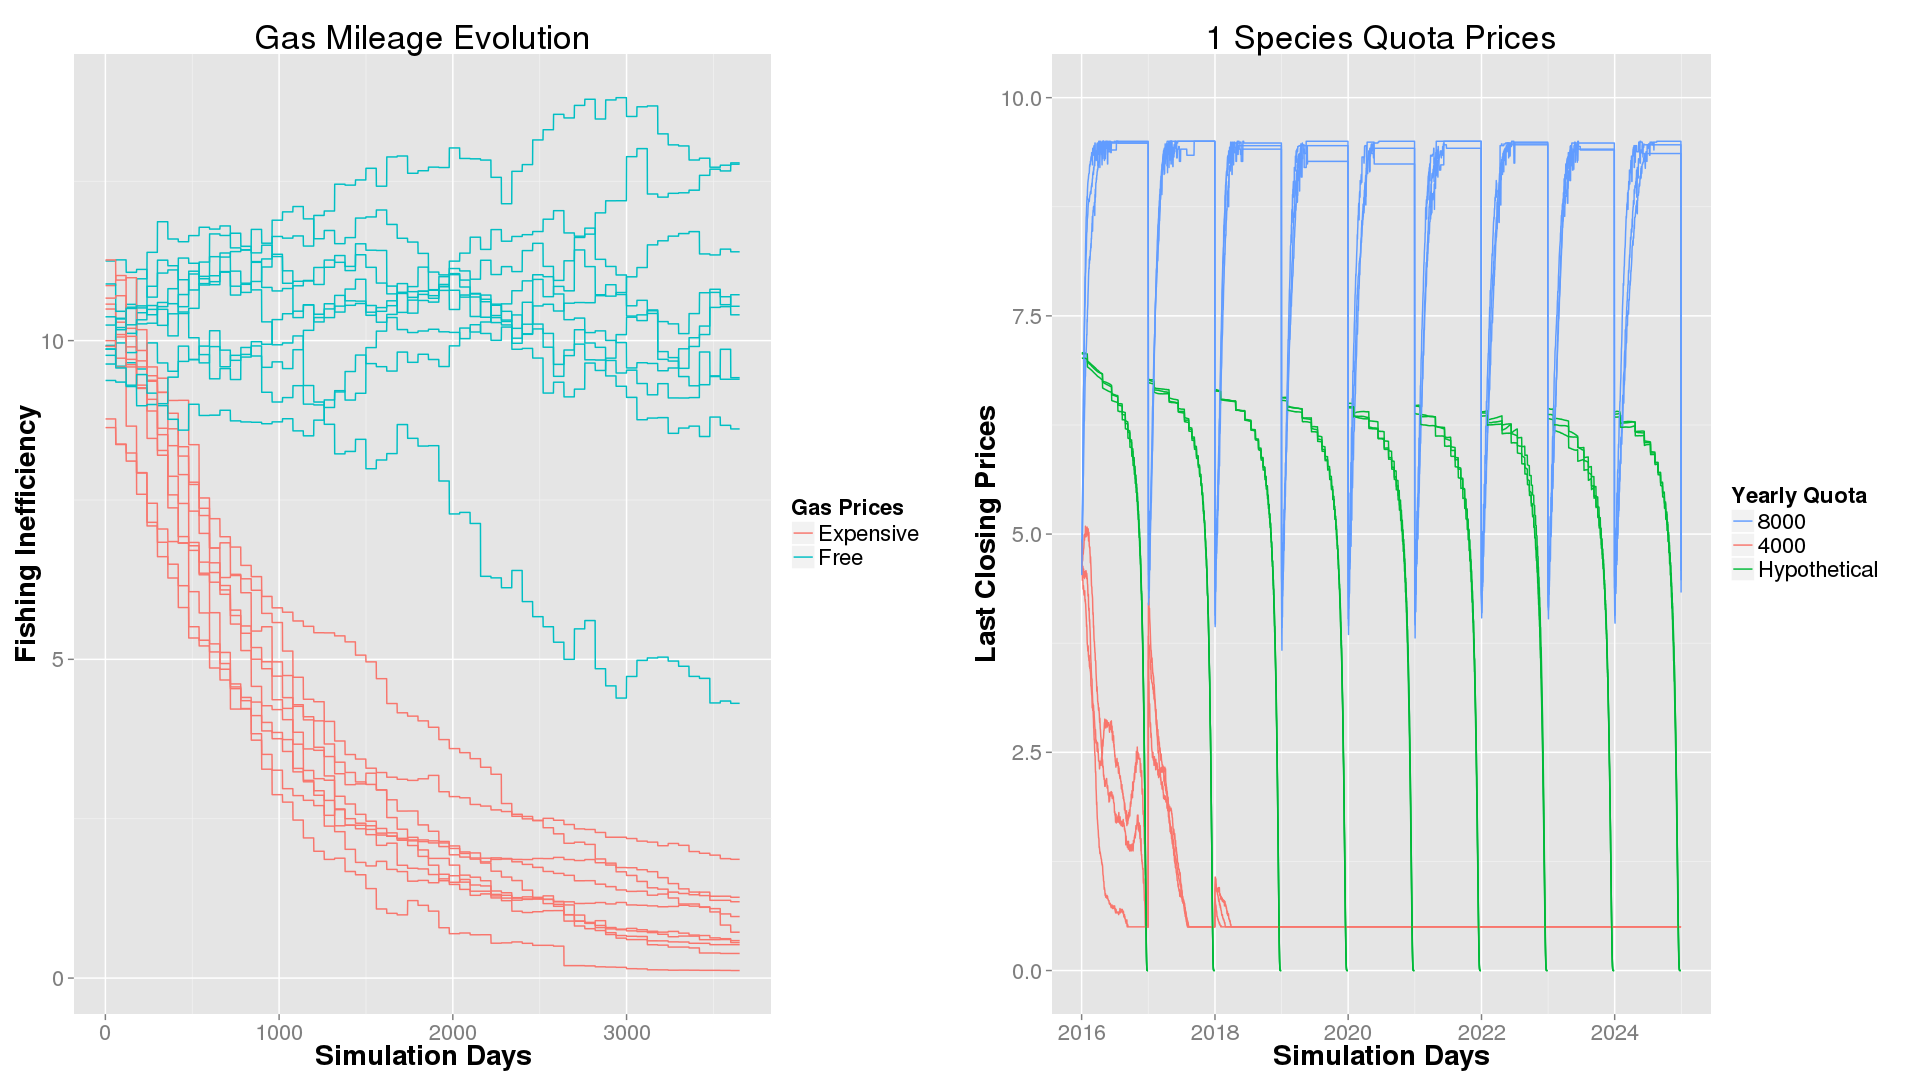 Gas Mileage Evolution
Fishing Inefficiency
10
5
0
0 1000 2000 3000
Simulation Days
Gas Prices
Expensive
Free
1 Species Quota Prices
Last Closing Prices
10.0
7.5
5.0
2.5
0.0
2016 2018 2020 2022 2024
Simulation Days
Yearly Quota
8000
4000
Hypothetical